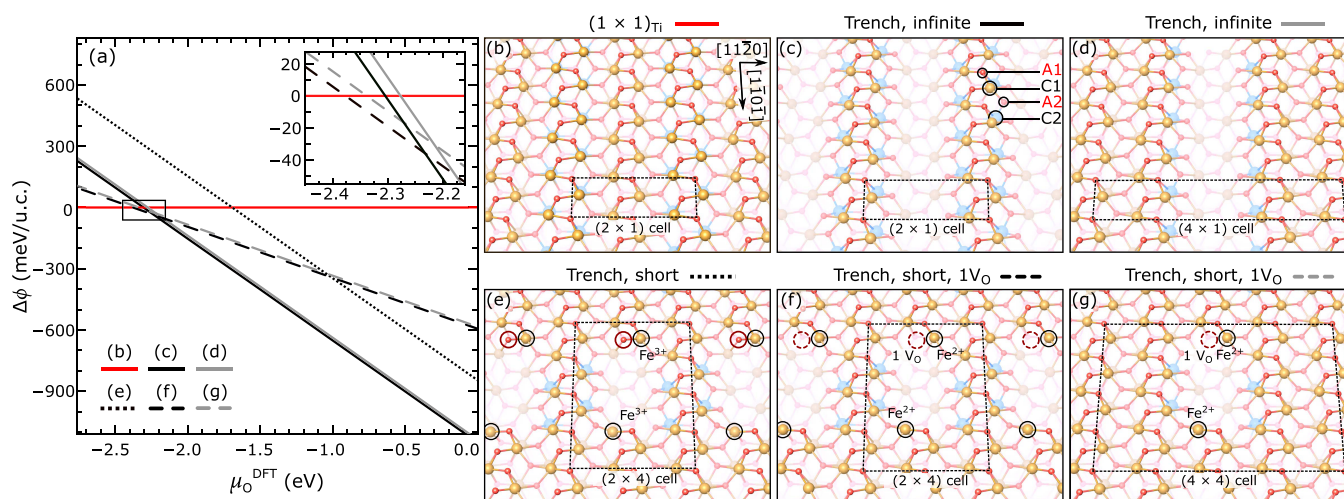 (1 × 1)Ti
Trench, infinite
Trench, infinite
(a)
600
300
0
−300
−600
−900
Δϕ (meV/u.c.)
−2.5 −2.0 −1.5 −1.0 −0.5 0.0
μ_O^DFT (eV)
20
0
−20
−40
−2.4 −2.3 −2.2
(b) (c) (d)
(e) (f) (g)
(b)
[112̅0]
[11̅01̅]
(2 × 1) cell
(c)
A1
C1
A2
C2
(2 × 1) cell
(d)
(4 × 1) cell
Trench, short
Trench, short, 1VO
Trench, short, 1VO
(e)
Fe3+
Fe3+
(2 × 4) cell
(f)
1 VO Fe2+
Fe2+
(2 × 4) cell
(g)
1 VO Fe2+
Fe2+
(4 × 4) cell